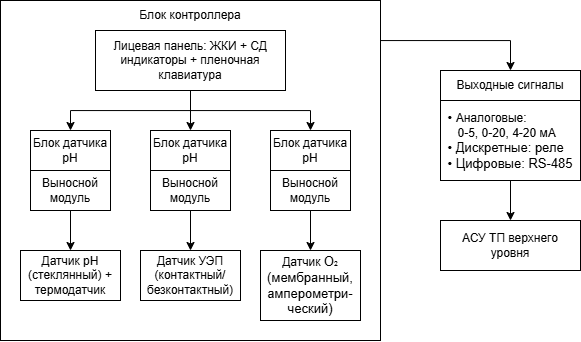 Блок контроллера
Лицевая панель: ЖКИ + СД
индикаторы + пленочная
клавиатура
Блок датчика
pH
Выносной
модуль
Блок датчика
pH
Выносной
модуль
Блок датчика
pH
Выносной
модуль
Датчик pH
(стеклянный) +
термодатчик
Датчик УЭП
(контактный/
безконтактный)
Датчик O₂
(мембранный,
амперометри-
ческий)
Выходные сигналы
• Аналоговые:
0-5, 0-20, 4-20 мА
• Дискретные: реле
• Цифровые: RS-485
АСУ ТП верхнего
уровня